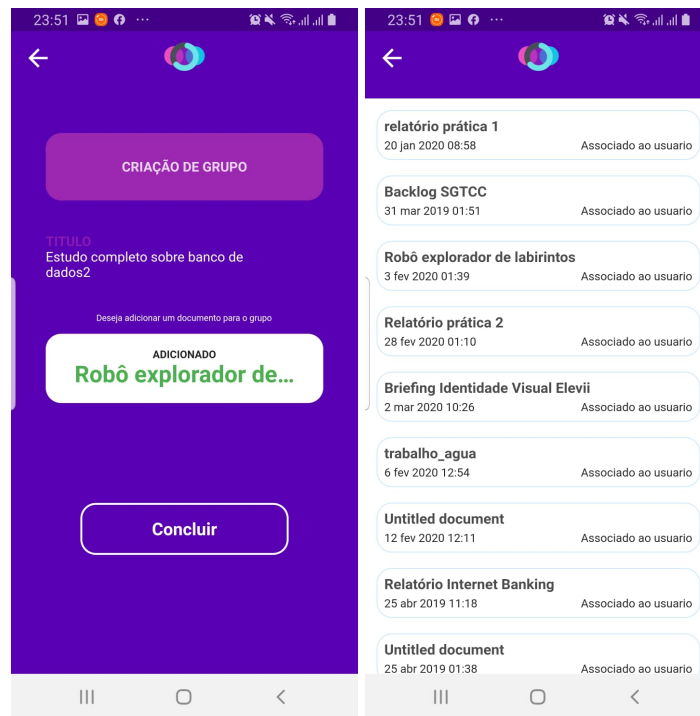 23:51
CRIAÇÃO DE GRUPO
TITULO
Estudo completo sobre banco de
dados2
Deseja adicionar um documento para o grupo
ADICIONADO
Robô explorador de...
Concluir
23:51
relatório prática 1
20 jan 2020 08:58 Associado ao usuario
Backlog SGTCC
31 mar 2019 01:51 Associado ao usuario
Robô explorador de labirintos
3 fev 2020 01:39 Associado ao usuario
Relatório prática 2
28 fev 2020 01:10 Associado ao usuario
Briefing Identidade Visual Elevii
2 mar 2020 10:26 Associado ao usuario
trabalho_agua
6 fev 2020 12:54 Associado ao usuario
Untitled document
12 fev 2020 12:11 Associado ao usuario
Relatório Internet Banking
25 abr 2019 11:18 Associado ao usuario
Untitled document
25 abr 2019 01:38 Associado ao usuario